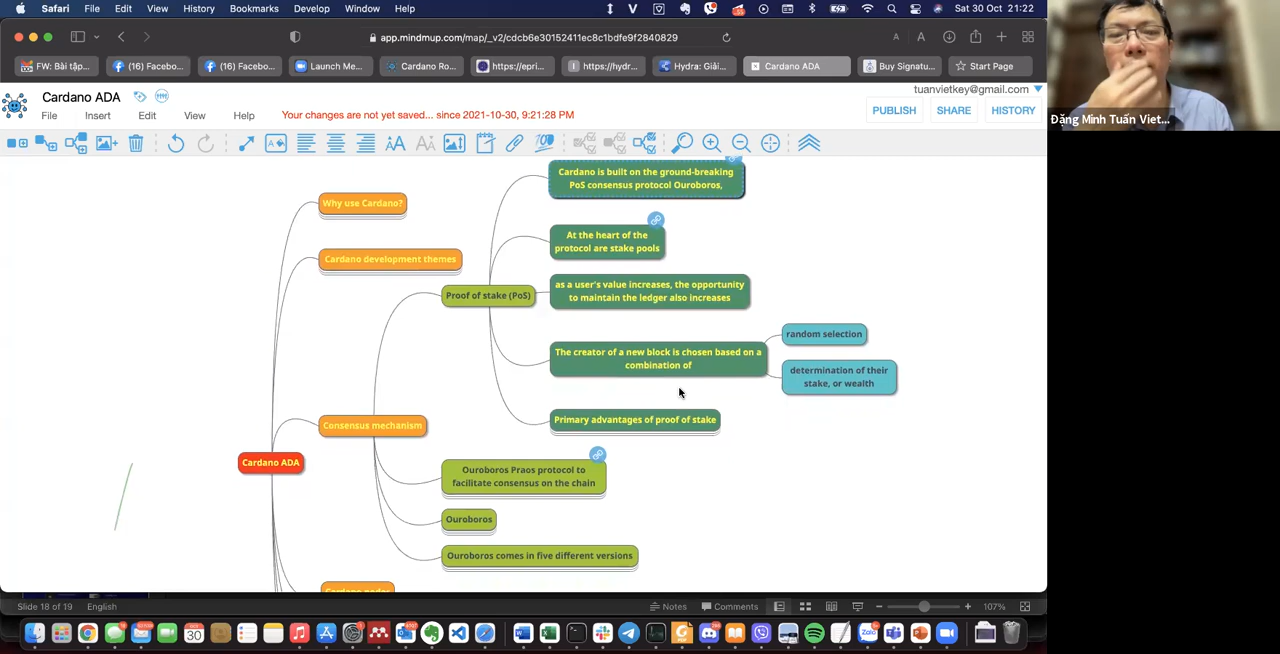 Safari File Edit View History Bookmarks Develop Window Help
Sat 30 Oct 21:22
app.mindmup.com/map/_v2/cdcb6e30152411ec8c1bdfe9f2840829
FW: Bài tập...
(16) Facebo...
(16) Facebo...
Launch Me...
Cardano Ro...
https://epri...
https://hydr...
Hydra: Giải...
Cardano ADA
Buy Signatu...
Start Page
tuanvietkey@gmail.com
Cardano ADA
File Insert Edit View Help
Your changes are not yet saved... since 2021-10-30, 9:21:28 PM
PUBLISH SHARE HISTORY
Đặng Minh Tuấn Viet...
Cardano is built on the ground-breaking
PoS consensus protocol Ouroboros,
Why use Cardano?
At the heart of the
protocol are stake pools
Cardano development themes
Proof of stake (PoS)
as a user's value increases, the opportunity
to maintain the ledger also increases
random selection
The creator of a new block is chosen based on a
combination of
determination of their
stake, or wealth
Primary advantages of proof of stake
Consensus mechanism
Cardano ADA
Ouroboros Praos protocol to
facilitate consensus on the chain
Ouroboros
Ouroboros comes in five different versions
Slide 18 of 19 English
Notes Comments
107%